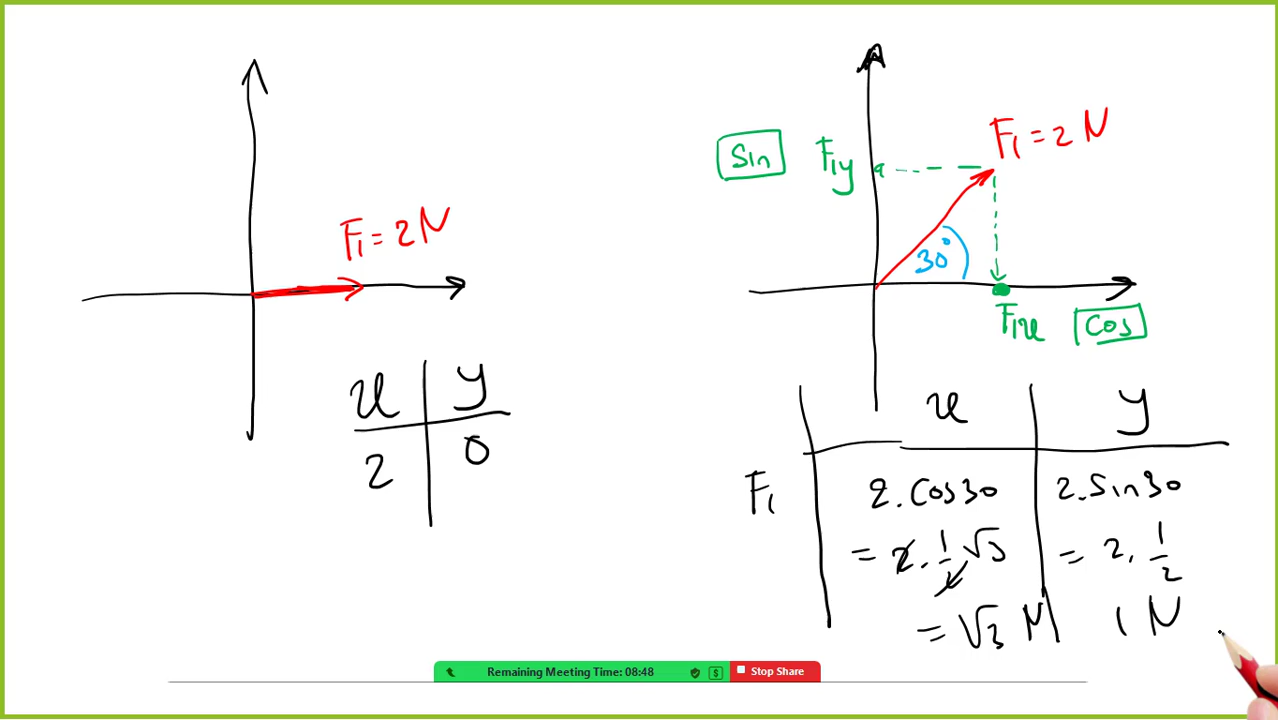 F₁ = 2N
x | y
2 | 0
F₁ = 2N
Sin F₁y
30°
F₁x Cos
x | y
F₁ | 2.Cos30 | 2.Sin30
= 2.1/2 √3 | = 2.1/2
= √3 N | 1 N
Remaining Meeting Time: 08:48
Stop Share